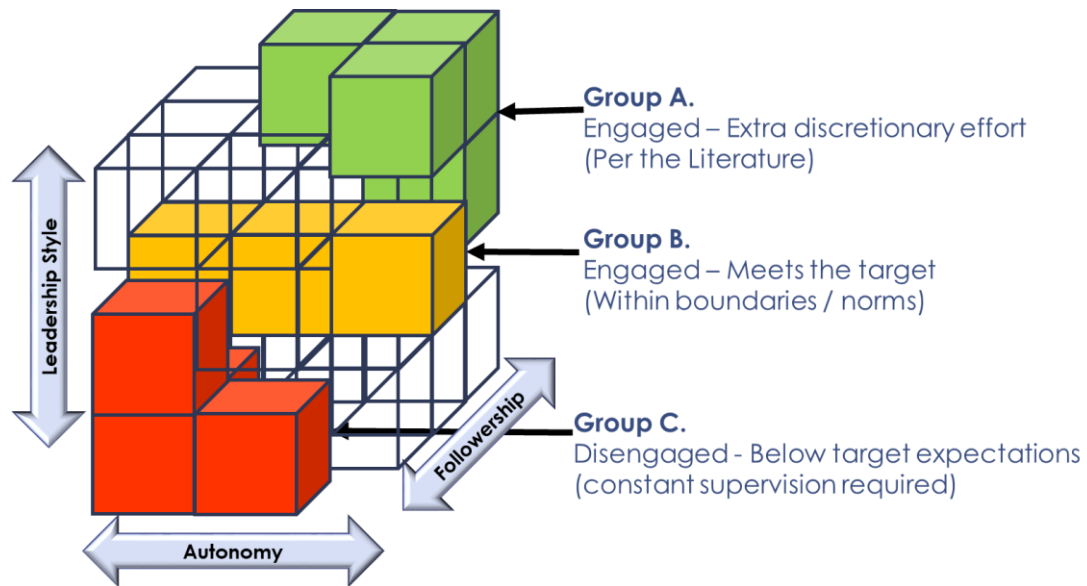 Group A.
Engaged – Extra discretionary effort
(Per the Literature)
Leadership Style
Group B.
Engaged – Meets the target
(Within boundaries / norms)
Followership
Group C.
Disengaged - Below target expectations
(constant supervision required)
Autonomy